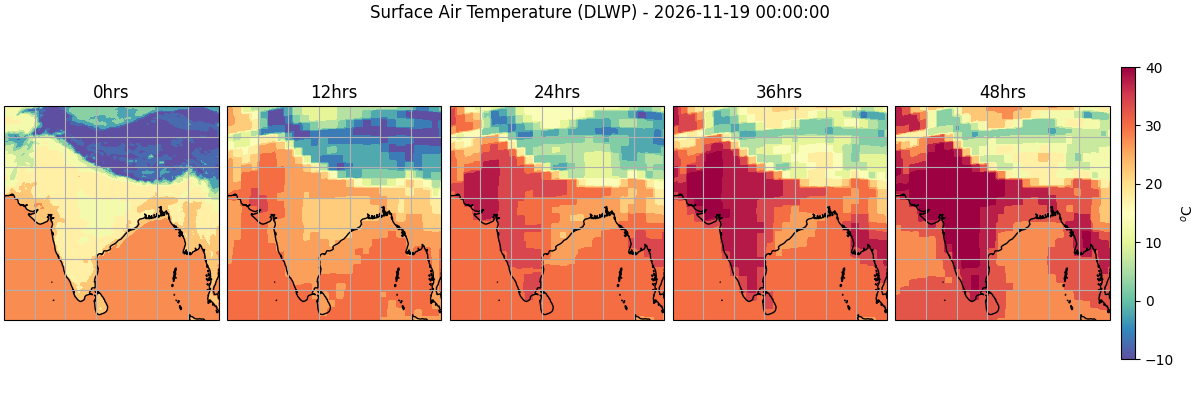 Surface Air Temperature (DLWP) - 2026-11-19 00:00:00
0hrs
12hrs
24hrs
36hrs
48hrs
40
30
20
10
0
−10
°C